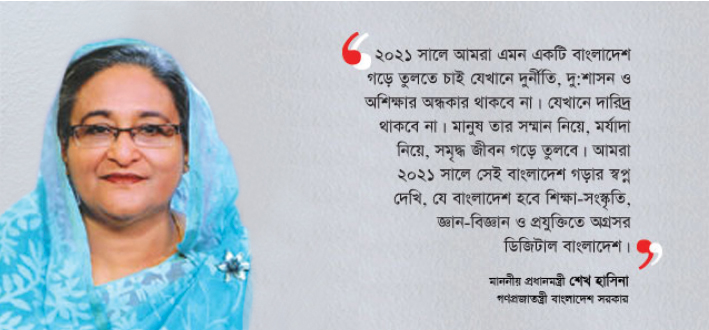 ২০২১ সালে আমরা এমন একটি বাংলাদেশ
গড়ে তুলতে চাই যেখানে দুর্নীতি, দু:শাসন ও
অশিক্ষার অন্ধকার থাকবে না। যেখানে দারিদ্র
থাকবে না। মানুষ তার সম্মান নিয়ে, মর্যাদা
নিয়ে, সমৃদ্ধ জীবন গড়ে তুলবে। আমরা
২০২১ সালে সেই বাংলাদেশ গড়ার স্বপ্ন
দেখি, যে বাংলাদেশ হবে শিক্ষা-সংস্কৃতি,
জ্ঞান-বিজ্ঞান ও প্রযুক্তিতে অগ্রসর
ডিজিটাল বাংলাদেশ।
মাননীয় প্রধানমন্ত্রী শেখ হাসিনা
গণপ্রজাতন্ত্রী বাংলাদেশ সরকার